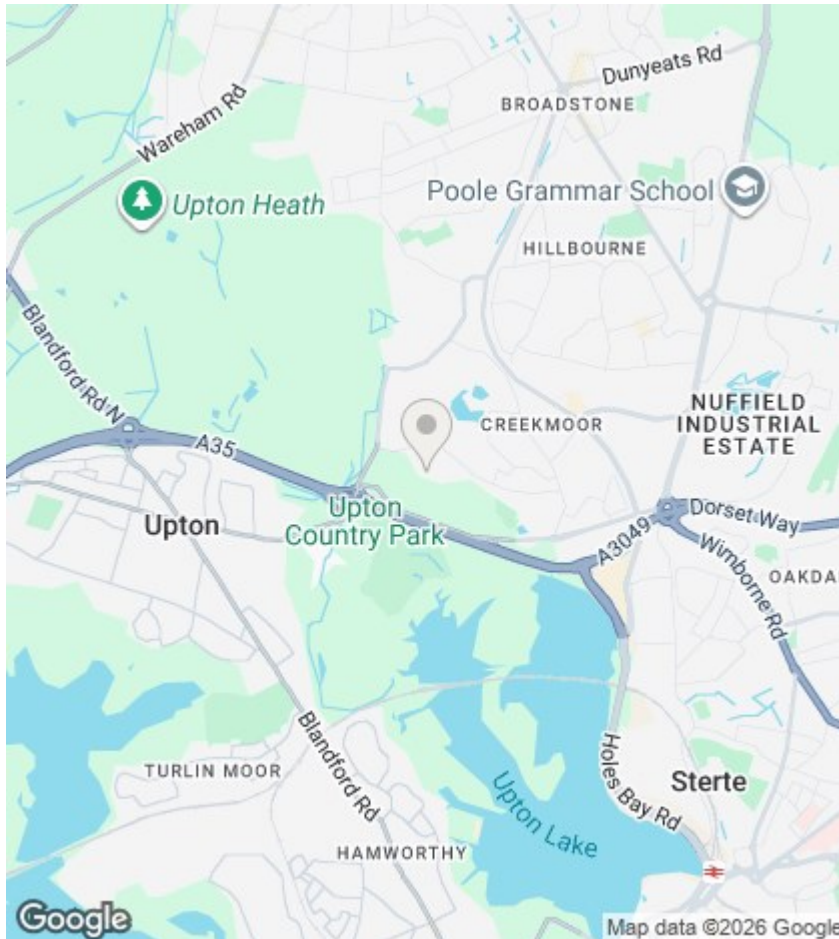 Dunyeats Rd
BROADSTONE
Wareham Rd
Poole Grammar School
Upton Heath
HILLBOURNE
Blandford Rd N
CREEKMOOR
NUFFIELD
INDUSTRIAL
ESTATE
A35
Upton
Upton
Country Park
Dorset Way
A3049
Wimborne Rd
OAKDA
Blandford Rd
TURLIN MOOR
Holes Bay Rd
Sterte
Upton Lake
HAMWORTHY
Google
Map data ©2026 Google